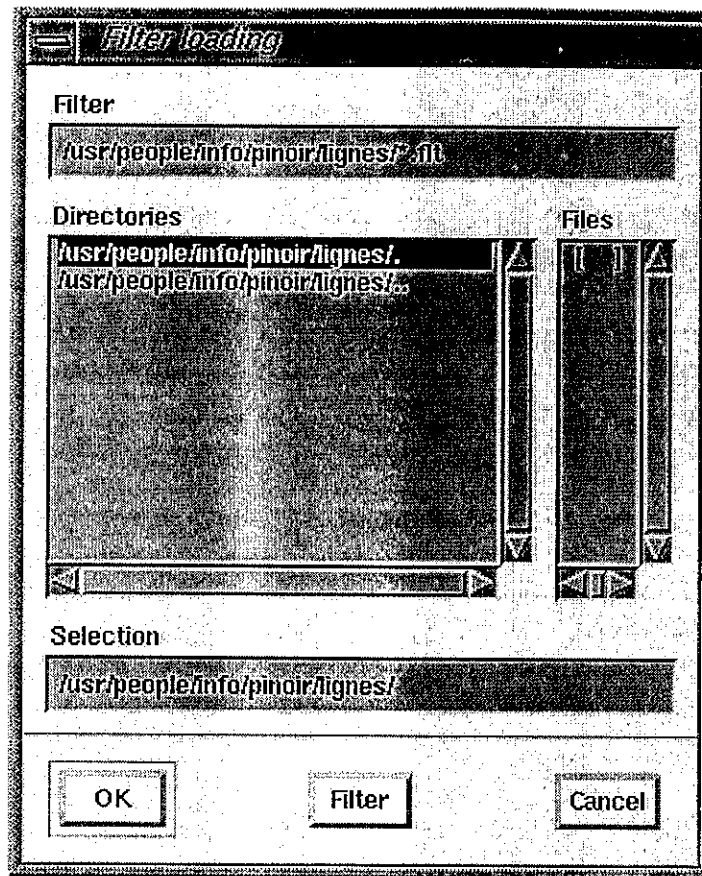 Filter loading
Filter
/usr/people/info/pinoir/lignes/*.flt
Directories
Files
/usr/people/info/pinoir/lignes/.
[ ]
/usr/people/info/pinoir/lignes/..
Selection
/usr/people/info/pinoir/lignes/
OK
Filter
Cancel